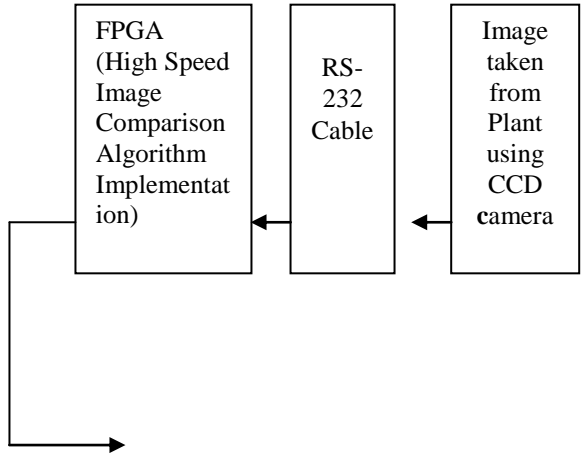 FPGA
(High Speed
Image
Comparison
Algorithm
Implementat
ion)
RS-
232
Cable
Image
taken
from
Plant
using
CCD
camera